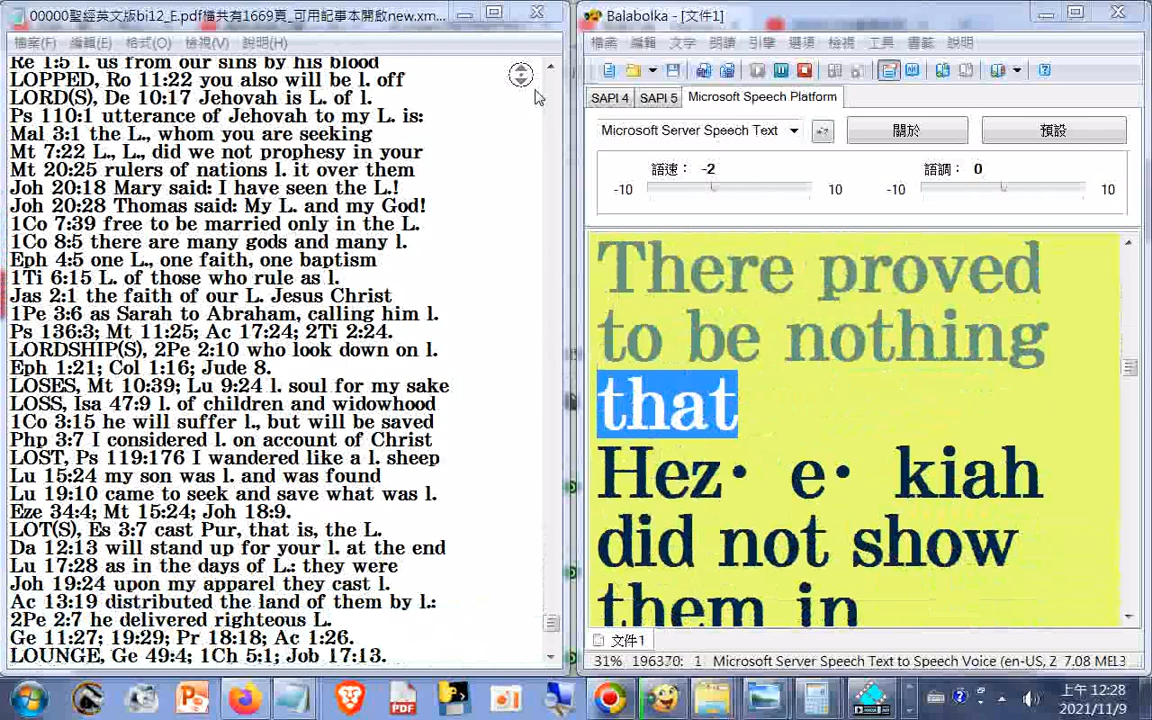 00000聖經英文版bi12_E.pdf檔共有1669頁_可用記事本開啟new.xm...
檔案(F) 編輯(E) 格式(O) 檢視(V) 說明(H)
Re 1:5 l. us from our sins by his blood
LOPPED, Ro 11:22 you also will be l. off
LORD(S), De 10:17 Jehovah is L. of l.
Ps 110:1 utterance of Jehovah to my L. is:
Mal 3:1 the L., whom you are seeking
Mt 7:22 L., L., did we not prophesy in your
Mt 20:25 rulers of nations l. it over them
Joh 20:18 Mary said: I have seen the L.!
Joh 20:28 Thomas said: My L. and my God!
1Co 7:39 free to be married only in the L.
1Co 8:5 there are many gods and many l.
Eph 4:5 one L., one faith, one baptism
1Ti 6:15 L. of those who rule as l.
Jas 2:1 the faith of our L. Jesus Christ
1Pe 3:6 as Sarah to Abraham, calling him l.
Ps 136:3; Mt 11:25; Ac 17:24; 2Ti 2:24.
LORDSHIP(S), 2Pe 2:10 who look down on l.
Eph 1:21; Col 1:16; Jude 8.
LOSES, Mt 10:39; Lu 9:24 l. soul for my sake
LOSS, Isa 47:9 l. of children and widowhood
1Co 3:15 he will suffer l., but will be saved
Php 3:7 I considered l. on account of Christ
LOST, Ps 119:176 I wandered like a l. sheep
Lu 15:24 my son was l. and was found
Lu 19:10 came to seek and save what was l.
Eze 34:4; Mt 15:24; Joh 18:9.
LOT(S), Es 3:7 cast Pur, that is, the L.
Da 12:13 will stand up for your l. at the end
Lu 17:28 as in the days of L.: they were
Joh 19:24 upon my apparel they cast l.
Ac 13:19 distributed the land of them by l.:
2Pe 2:7 he delivered righteous L.
Ge 11:27; 19:29; Pr 18:18; Ac 1:26.
LOUNGE, Ge 49:4; 1Ch 5:1; Job 17:13.
Balabolka - [文件1]
檔案 編輯 文字 朗讀 引擎 選項 檢視 工具 書籤 說明
SAPI 4 SAPI 5 Microsoft Speech Platform
Microsoft Server Speech Text 關於 預設
語速： -2 語調： 0
-10 10 -10 10
There proved
to be nothing
that
Hez· e· kiah
did not show
them in
文件1
31% 196370: 1 Microsoft Server Speech Text to Speech Voice (en-US, Z 7.08 ME13
PDF
上午 12:28
2021/11/9